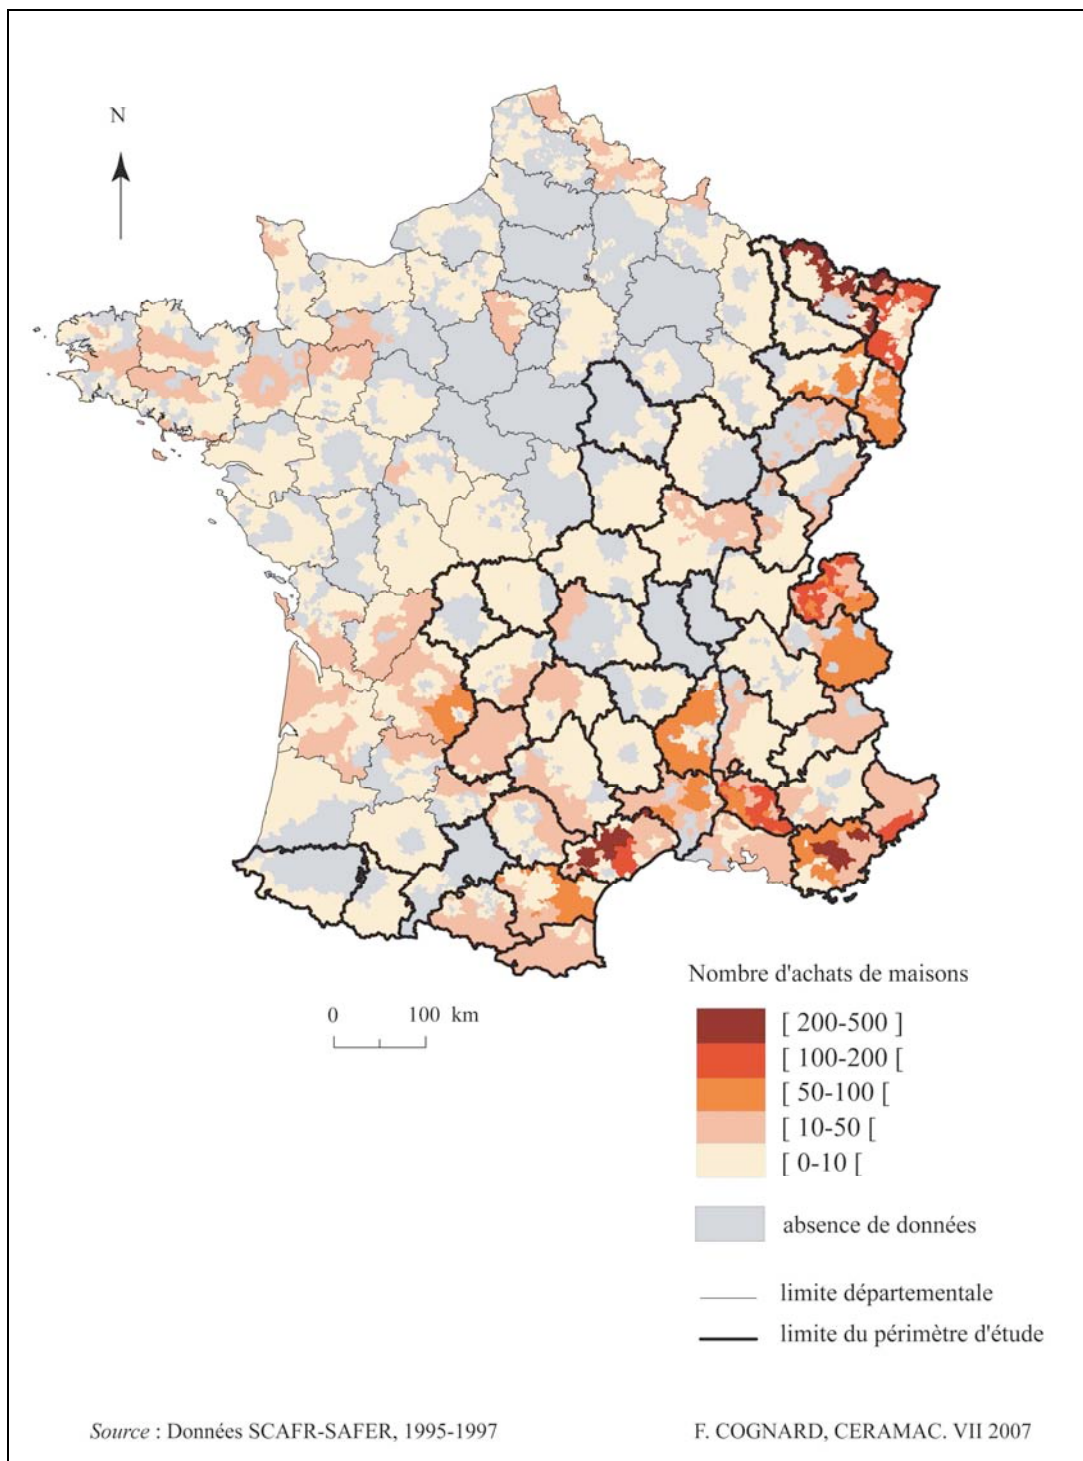 N
0 100 km
Nombre d'achats de maisons
[ 200-500 ]
[ 100-200 [
[ 50-100 [
[ 10-50 [
[ 0-10 [
absence de données
limite départementale
limite du périmètre d'étude
Source : Données SCAFR-SAFER, 1995-1997
F. COGNARD, CERAMAC. VII 2007